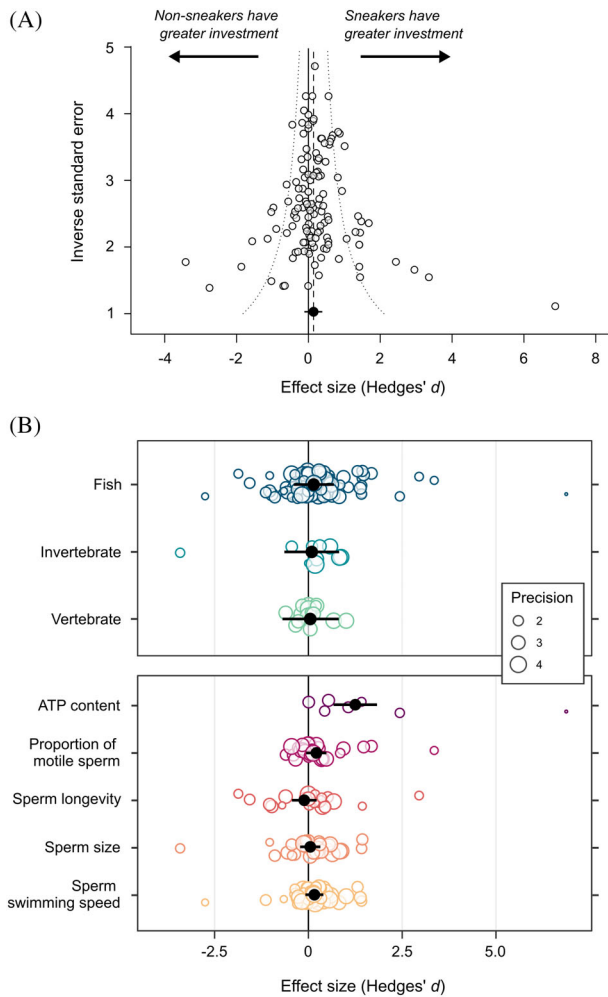 (A)
Non-sneakers have
greater investment
Sneakers have
greater investment
5
4
3
2
1
Inverse standard error
-4
-2
0
2
4
6
8
Effect size (Hedges' d)
(B)
Fish
Invertebrate
Vertebrate
Precision
2
3
4
ATP content
Proportion of
motile sperm
Sperm longevity
Sperm size
Sperm
swimming speed
-2.5
0
2.5
5.0
Effect size (Hedges' d)